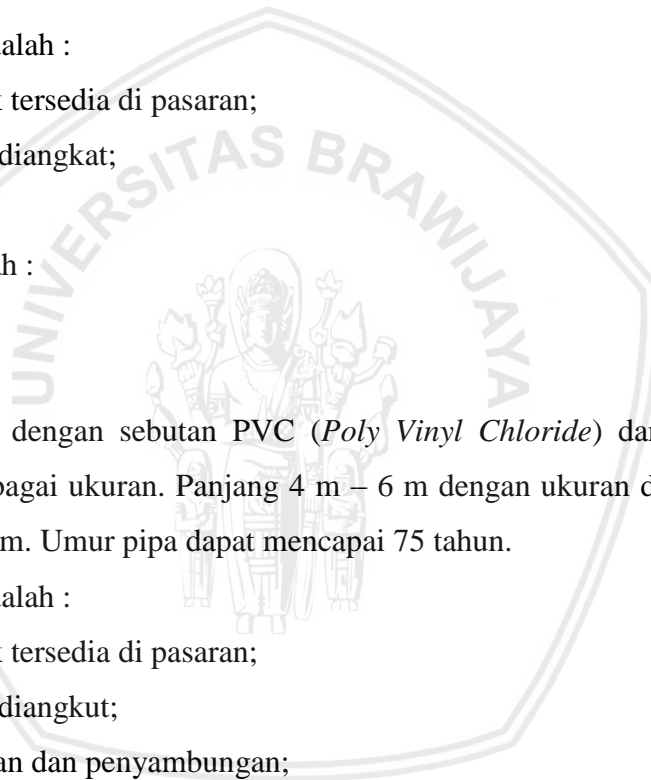 alah :
tersedia di pasaran;
diangkat;
UNIVERSITAS BRAWIJAYA
h :
dengan sebutan PVC (Poly Vinyl Chloride) dan
bagai ukuran. Panjang 4 m – 6 m dengan ukuran d
m. Umur pipa dapat mencapai 75 tahun.
alah :
tersedia di pasaran;
diangkut;
an dan penyambungan;